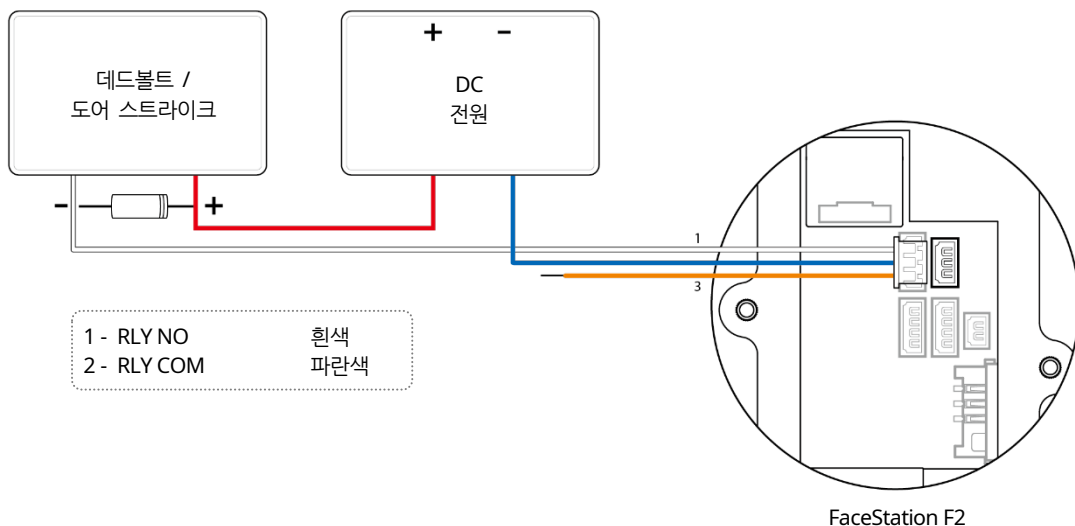 데드볼트 /
도어 스트라이크
+ -
DC
전원
- +
1
3
1 - RLY NO 흰색
2 - RLY COM 파란색
FaceStation F2